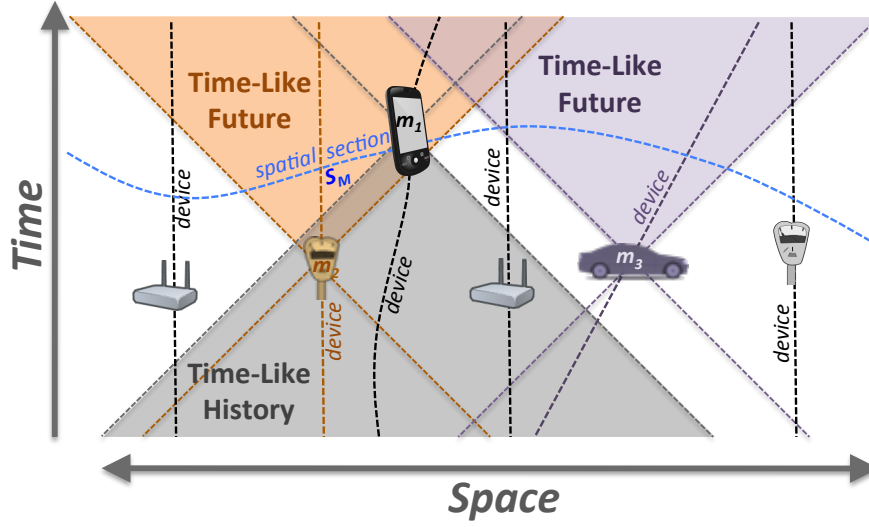 Time-Like
Future
Time-Like
Future
m1
spatial section
SM
device
device
device
m2
m3
device
device
device
device
Time-Like
History
Time
Space